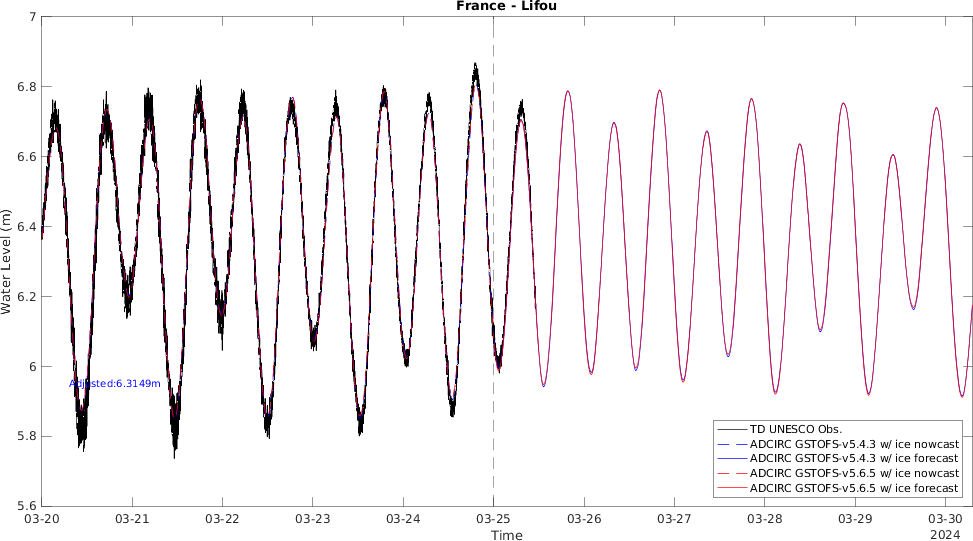 France - Lifou
7
6.8
6.6
6.4
6.2
6
5.8
5.6
Water Level (m)
Adjusted:6.3149m
TD UNESCO Obs.
ADCIRC GSTOFS-v5.4.3 w/ ice nowcast
ADCIRC GSTOFS-v5.4.3 w/ ice forecast
ADCIRC GSTOFS-v5.6.5 w/ ice nowcast
ADCIRC GSTOFS-v5.6.5 w/ ice forecast
03-20 03-21 03-22 03-23 03-24 03-25 03-26 03-27 03-28 03-29 03-30
Time 2024